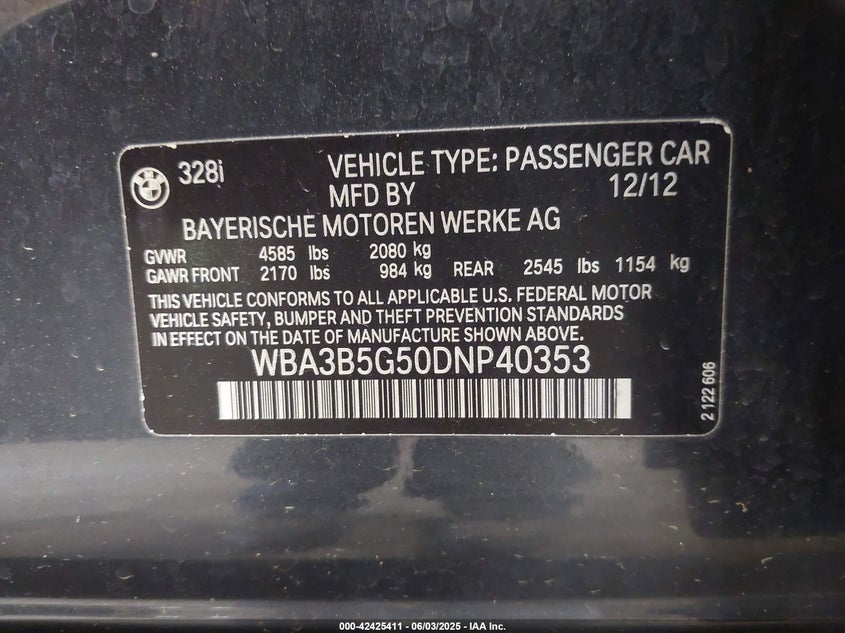 BMW
328i VEHICLE TYPE: PASSENGER CAR
MFD BY 12/12
BAYERISCHE MOTOREN WERKE AG
GVWR 4585 lbs 2080 kg
GAWR FRONT 2170 lbs 984 kg REAR 2545 lbs 1154 kg
THIS VEHICLE CONFORMS TO ALL APPLICABLE U.S. FEDERAL MOTOR
VEHICLE SAFETY, BUMPER AND THEFT PREVENTION STANDARDS
IN EFFECT ON THE DATE OF MANUFACTURE SHOWN ABOVE.
WBA3B5G50DNP40353
2 122 606
000-42425411 - 06/03/2025 - IAA Inc.